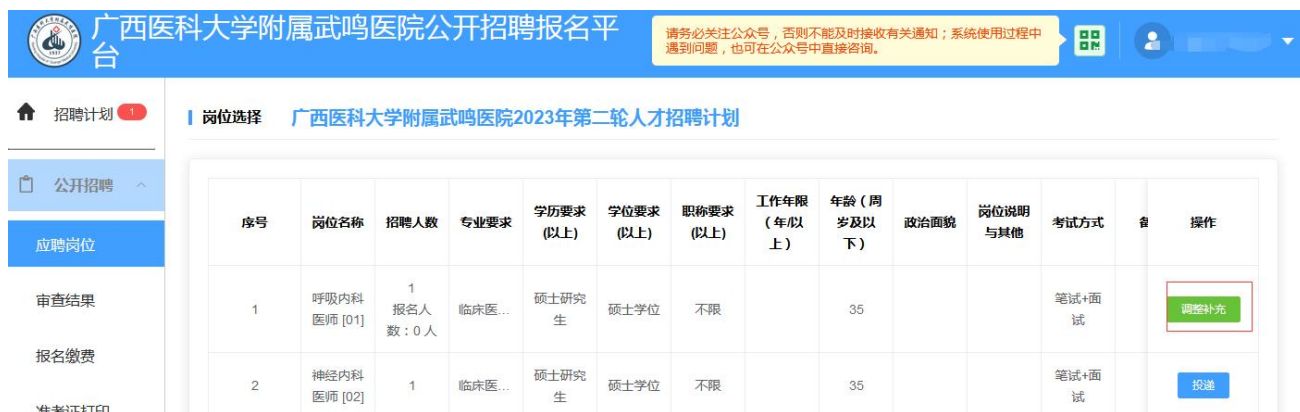 广西医科大学附属武鸣医院公开招聘报名平
台
请务必关注公众号，否则不能及时接收有关通知；系统使用过程中
遇到问题，也可在公众号中直接咨询。
招聘计划 1
岗位选择 广西医科大学附属武鸣医院2023年第二轮人才招聘计划
公开招聘
应聘岗位
审查结果
报名缴费
准考证打印
序号 岗位名称 招聘人数 专业要求 学历要求 学位要求 职称要求 工作年限 年龄（周 政治面貌 岗位说明 考试方式 操作
(以上) (以上) (以上) （年/以 岁及以 与其他
上） 下）
1 呼吸内科 1 临床医... 硕士研究 硕士学位 不限 35 笔试+面 调整补充
医师 [01] 报名人 生 试
数：0 人
2 神经内科 1 临床医... 硕士研究 硕士学位 不限 35 笔试+面 投递
医师 [02] 生 试